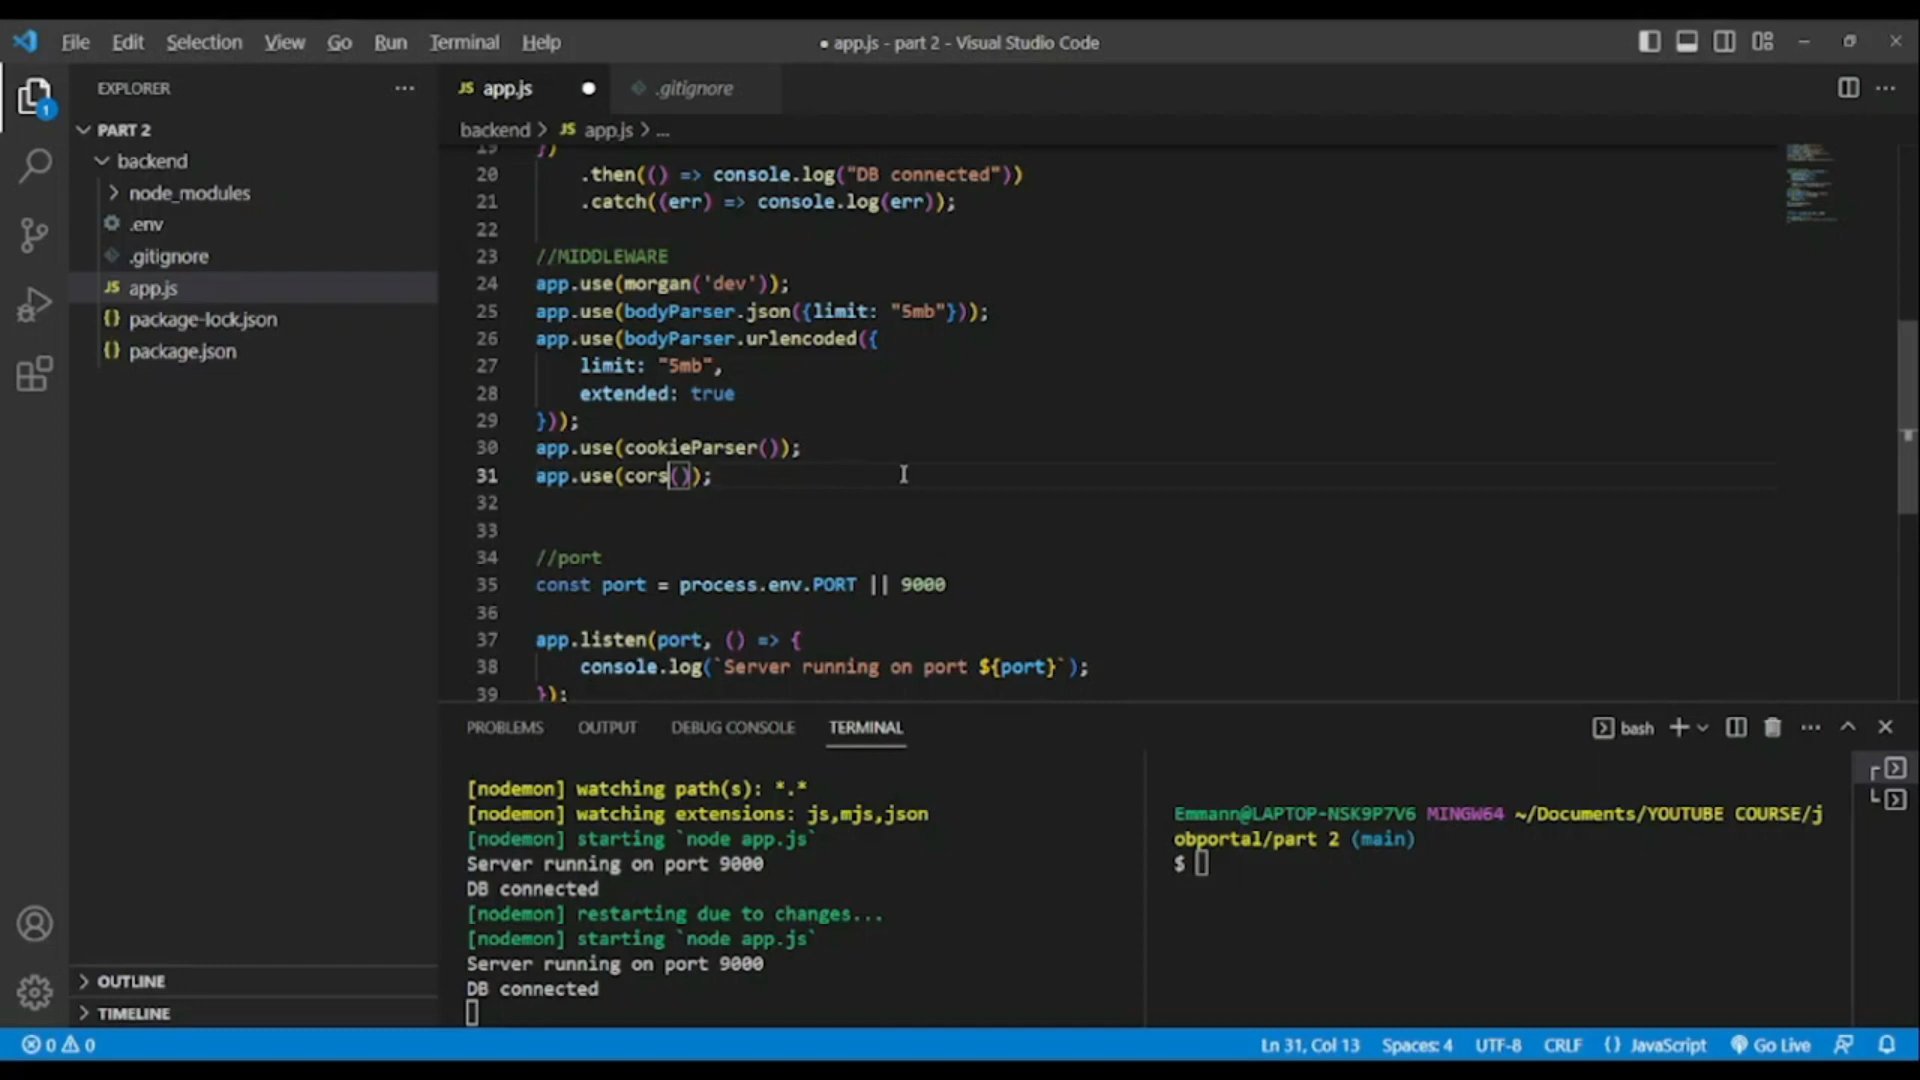 File Edit Selection View Go Run Terminal Help
● app.js - part 2 - Visual Studio Code
EXPLORER
1
PART 2
backend
node_modules
.env
.gitignore
JS app.js
{} package-lock.json
{} package.json
OUTLINE
TIMELINE
JS app.js
.gitignore
backend > JS app.js > ...
19 })
20 .then(() => console.log("DB connected"))
21 .catch((err) => console.log(err));
22
23 //MIDDLEWARE
24 app.use(morgan('dev'));
25 app.use(bodyParser.json({limit: "5mb"}));
26 app.use(bodyParser.urlencoded({
27 limit: "5mb",
28 extended: true
29 }));
30 app.use(cookieParser());
31 app.use(cors());
32
33
34 //port
35 const port = process.env.PORT || 9000
36
37 app.listen(port, () => {
38 console.log(`Server running on port ${port}`);
39 });
PROBLEMS OUTPUT DEBUG CONSOLE TERMINAL
bash
[nodemon] watching path(s): *.*
[nodemon] watching extensions: js,mjs,json
[nodemon] starting `node app.js`
Server running on port 9000
DB connected
[nodemon] restarting due to changes...
[nodemon] starting `node app.js`
Server running on port 9000
DB connected
Emmann@LAPTOP-NSK9P7V6 MINGW64 ~/Documents/YOUTUBE COURSE/j
obportal/part 2 (main)
$
0 0
Ln 31, Col 13 Spaces: 4 UTF-8 CRLF {} JavaScript Go Live